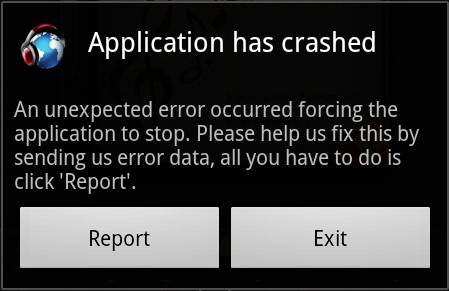 Application has crashed
An unexpected error occurred forcing the
application to stop. Please help us fix this by
sending us error data, all you have to do is
click 'Report'.
Report
Exit